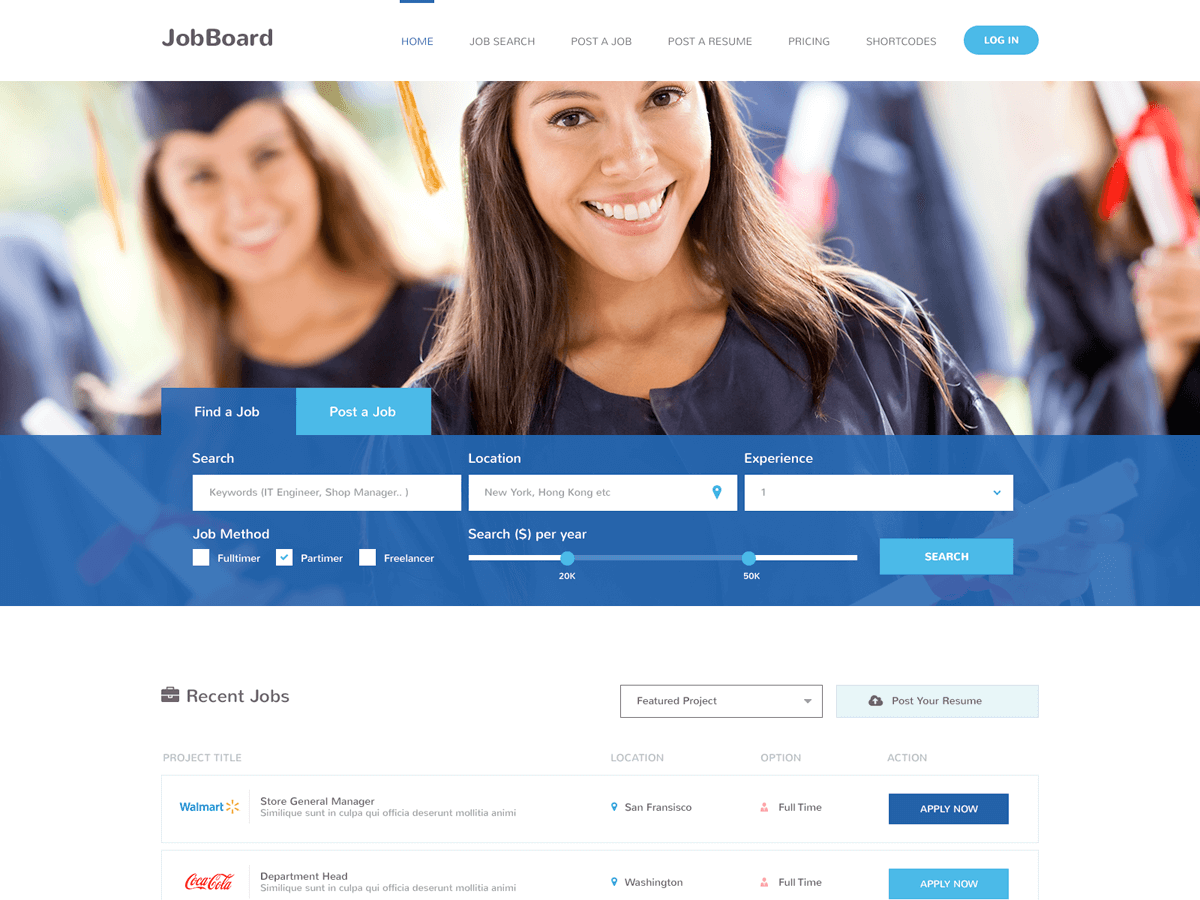 JobBoard
HOME JOB SEARCH POST A JOB POST A RESUME PRICING SHORTCODES LOG IN
Find a Job Post a Job
Search Location Experience
Keywords (IT Engineer, Shop Manager.. ) New York, Hong Kong etc 1
Job Method Search ($) per year
Fulltimer Partimer Freelancer SEARCH
20K 50K
Recent Jobs Featured Project Post Your Resume
PROJECT TITLE LOCATION OPTION ACTION
Walmart Store General Manager San Fransisco Full Time APPLY NOW
Similique sunt in culpa qui officia deserunt mollitia animi
Coca-Cola Department Head Washington Full Time APPLY NOW
Similique sunt in culpa qui officia deserunt mollitia animi